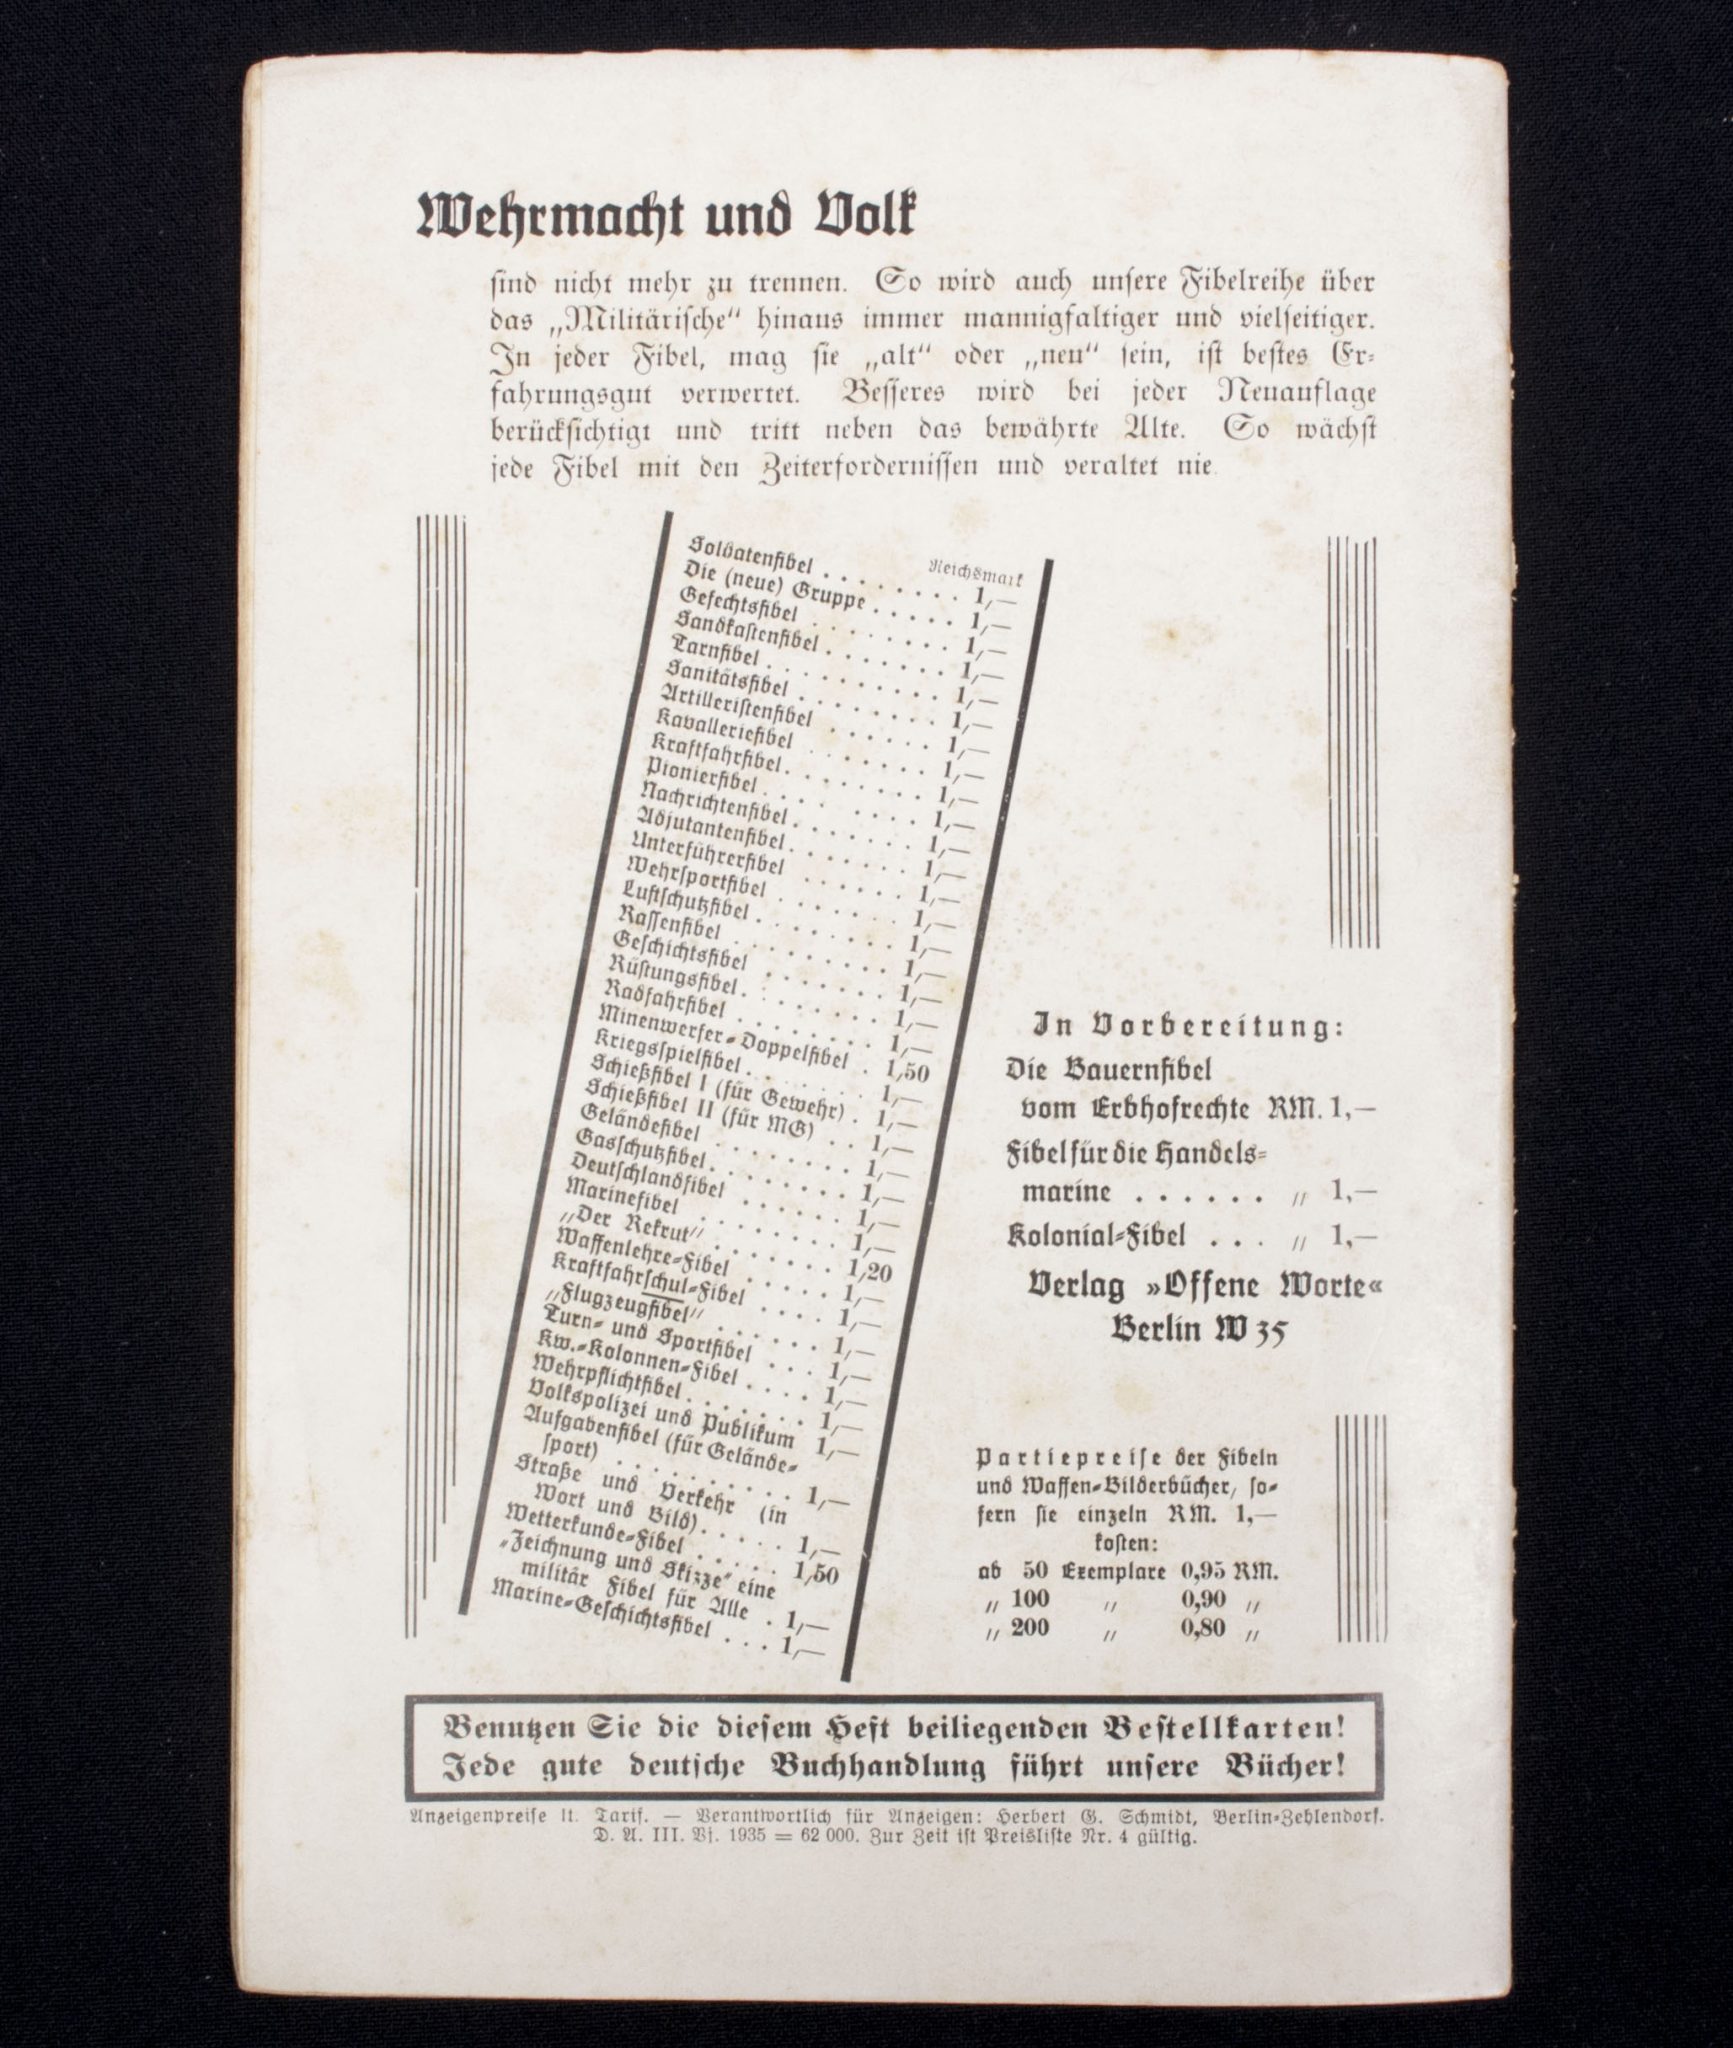 Wehrmacht und Volk
sind nicht mehr zu trennen. So wird auch unsere Fibelreihe über
das „Militärische“ hinaus immer mannigfaltiger und vielseitiger.
In jeder Fibel, mag sie „alt“ oder „neu“ sein, ist bestes Er-
fahrungsgut verwertet. Besseres wird bei jeder Neuauflage
berücksichtigt und tritt neben das bewährte Alte. So wächst
jede Fibel mit den Zeiterfordernissen und veraltet nie
Reichsmark
Soldatenfibel . . . . . . . 1,—
Die (neue) Gruppe . . . . . 1,—
Gefechtsfibel . . . . . . . 1,—
Sandkastenfibel . . . . . . 1,—
Tarnfibel . . . . . . . . . 1,—
Sanitätsfibel . . . . . . . 1,—
Artilleristenfibel . . . . . 1,—
Kavalleriefibel . . . . . . 1,—
Kraftfahrfibel . . . . . . . 1,—
Pionierfibel . . . . . . . . 1,—
Nachrichtenfibel . . . . . . 1,—
Adjutantenfibel . . . . . . 1,—
Unterführerfibel . . . . . . 1,—
Wehrsportfibel . . . . . . . 1,—
Luftschutzfibel . . . . . . 1,—
Rassenfibel . . . . . . . . 1,—
Geschichtsfibel . . . . . . 1,—
Rüstungsfibel . . . . . . . 1,—
Radfahrfibel . . . . . . . . 1,—
Minenwerfer-Doppelfibel . 1,50
Kriegsspielfibel . . . . . . 1,—
Schießfibel I (für Gewehr) . 1,—
Schießfibel II (für MG) . . 1,—
Geländefibel . . . . . . . . 1,—
Gasschutzfibel . . . . . . . 1,—
Deutschlandfibel . . . . . . 1,—
Marinefibel . . . . . . . . 1,—
„Der Rekrut“ . . . . . . . 1,20
Waffenlehre-Fibel . . . . . 1,—
Kraftfahrschul-Fibel . . . . 1,—
„Flugzeugfibel“ . . . . . . 1,—
Turn- und Sportfibel . . . 1,—
Kw.-Kolonnen-Fibel . . . . 1,—
Wehrpflichtfibel . . . . . . 1,—
Volkspolizei und Publikum 1,—
Aufgabenfibel (für Gelände-
sport) . . . . . . . . . 1,—
Straße und Verkehr (in
Wort und Bild) . . . . . 1,—
Wetterkunde-Fibel . . . . . 1,50
„Zeichnung und Skizze“ eine
militär Fibel für Alle . 1,—
Marine-Geschichtsfibel . . . 1,—
In Vorbereitung:
Die Bauernfibel
vom Erbhofrechte RM. 1,—
Fibel für die Handels-
marine . . . . . . „ 1,—
Kolonial-Fibel . . . „ 1,—
Verlag »Offene Worte«
Berlin W 35
Partiepreise der Fibeln
und Waffen-Bilderbücher, so-
fern sie einzeln RM. 1,—
kosten:
ab 50 Exemplare 0,95 RM.
„ 100 „ 0,90 „
„ 200 „ 0,80 „
Benutzen Sie die diesem Heft beiliegenden Bestellkarten!
Jede gute deutsche Buchhandlung führt unsere Bücher!
Anzeigenpreise lt. Tarif. — Verantwortlich für Anzeigen: Herbert G. Schmidt, Berlin-Zehlendorf.
D. A. III. Vj. 1935 = 62 000. Zur Zeit ist Preisliste Nr. 4 gültig.